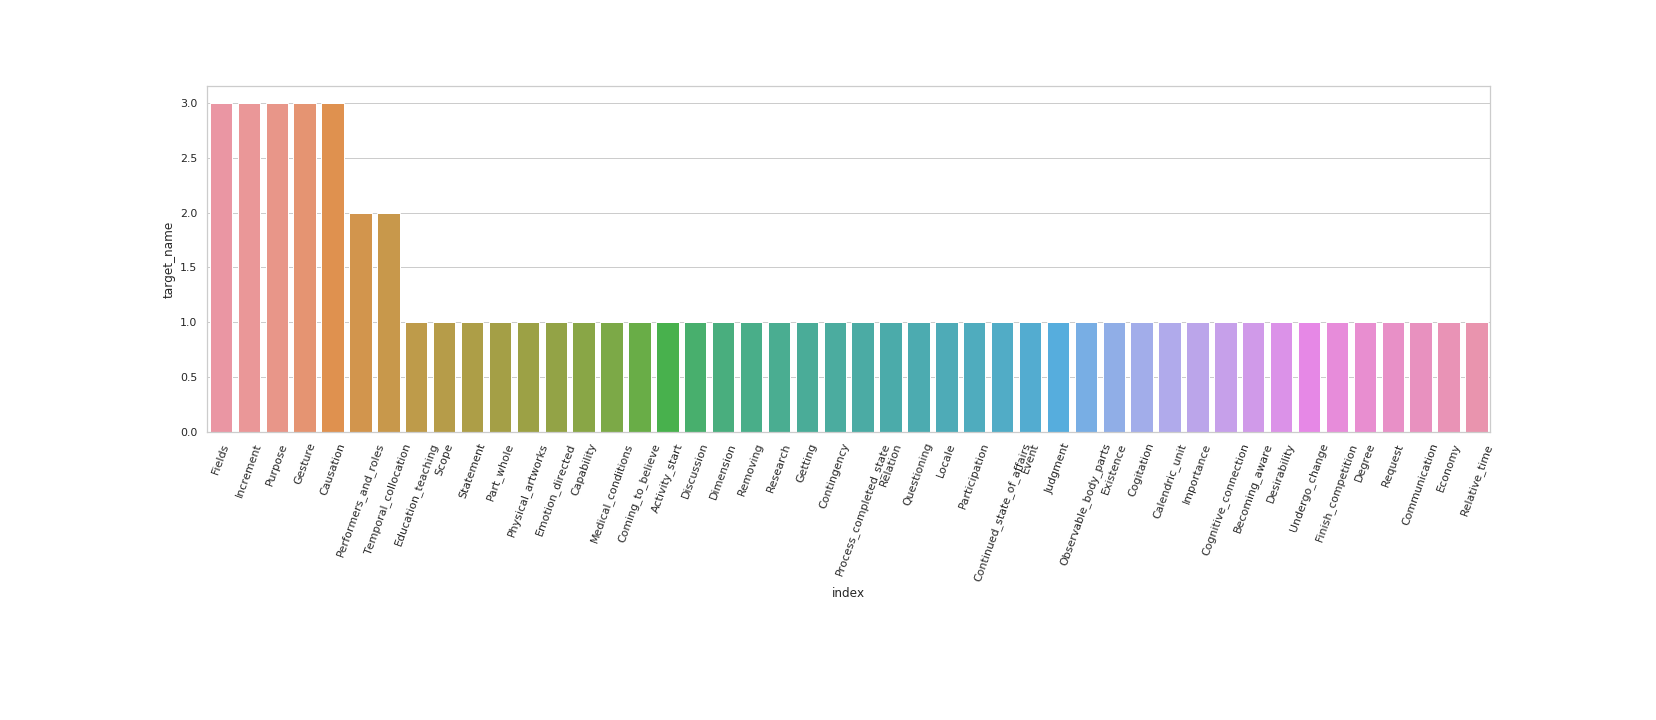 3.0
2.5
2.0
1.5
1.0
0.5
0.0
target_name
Fields
Increment
Purpose
Gesture
Causation
Performers_and_roles
Temporal_collocation
Education_teaching
Scope
Statement
Part_whole
Physical_artworks
Emotion_directed
Capability
Medical_conditions
Coming_to_believe
Activity_start
Discussion
Dimension
Removing
Research
Getting
Contingency
Process_completed_state
Relation
Questioning
Locale
Participation
Continued_state_of_affairs
Event
Judgment
Observable_body_parts
Existence
Cogitation
Calendric_unit
Importance
Cognitive_connection
Becoming_aware
Desirability
Undergo_change
Finish_competition
Degree
Request
Communication
Economy
Relative_time
index